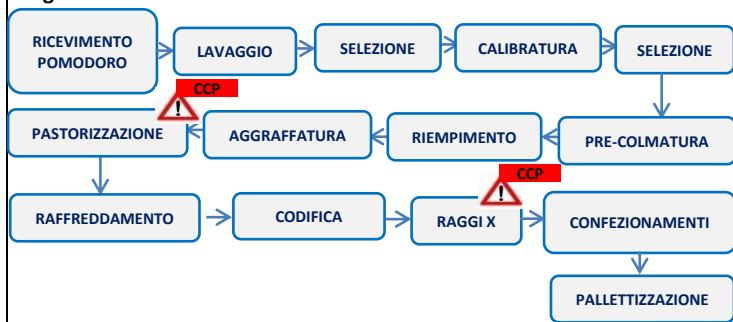 RICEVIMENTO
POMODORO
LAVAGGIO
SELEZIONE
CALIBRATURA
SELEZIONE
CCP
PASTORIZZAZIONE
AGGRAFFATURA
RIEMPIMENTO
PRE-COLMATURA
CCP
RAFFREDDAMENTO
CODIFICA
RAGGI X
CONFEZIONAMENTI
PALLETTIZZAZIONE